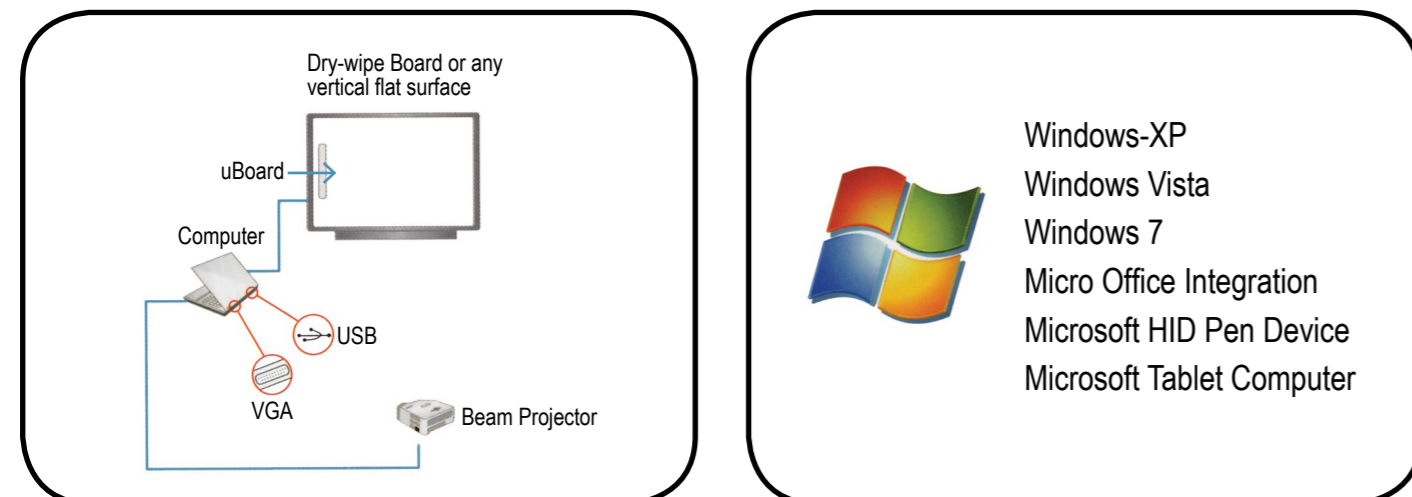 Dry-wipe Board or any
vertical flat surface
uBoard
Computer
USB
VGA
Beam Projector
Windows-XP
Windows Vista
Windows 7
Micro Office Integration
Microsoft HID Pen Device
Microsoft Tablet Computer